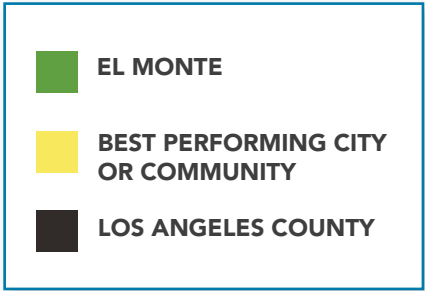 EL MONTE
BEST PERFORMING CITY
OR COMMUNITY
LOS ANGELES COUNTY